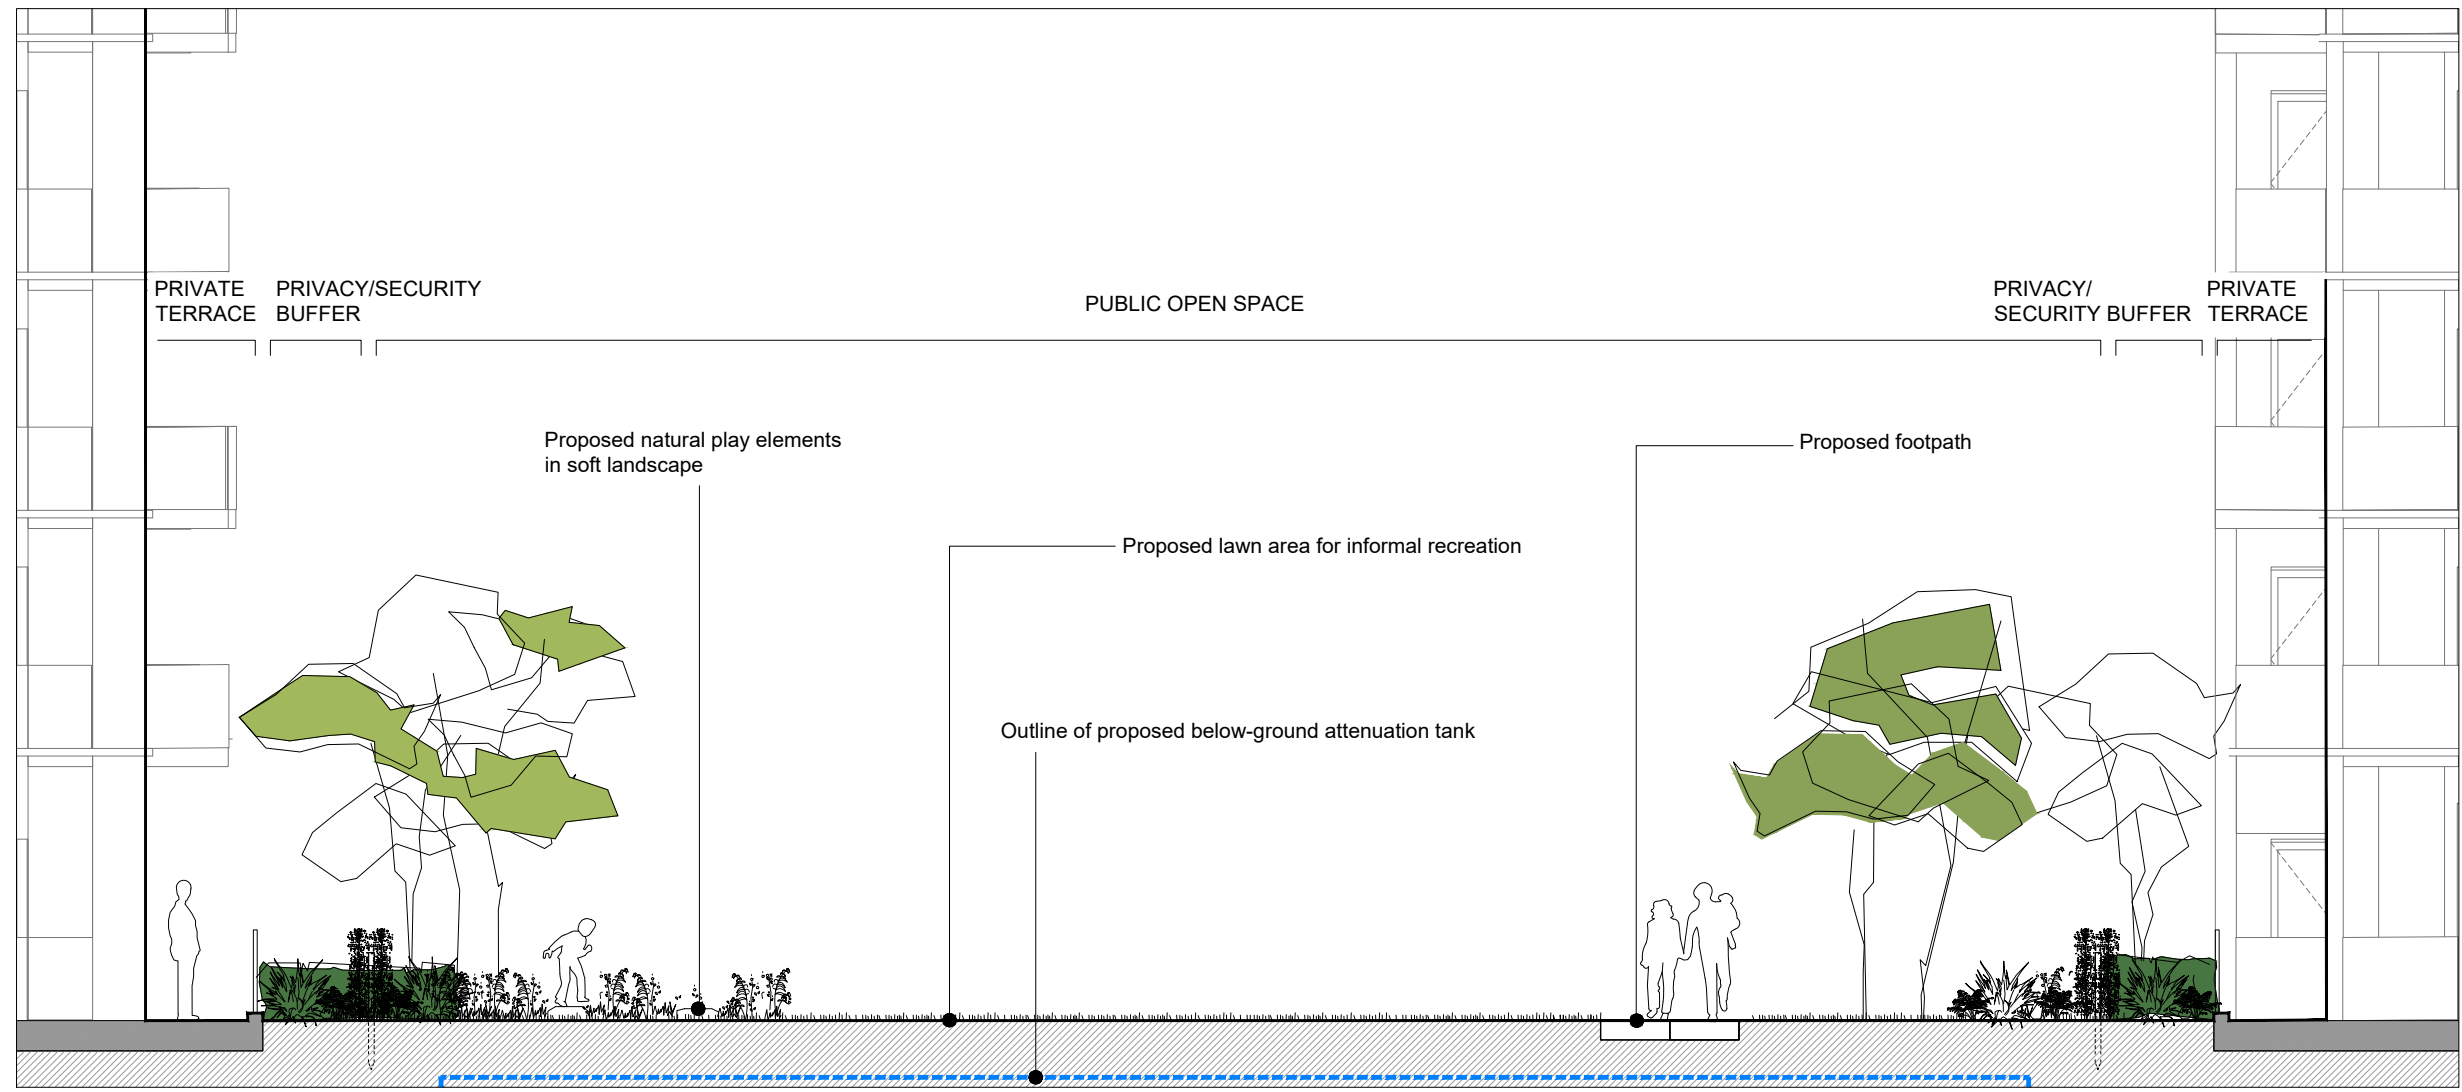 PRIVATE
TERRACE
PRIVACY/SECURITY
BUFFER
PUBLIC OPEN SPACE
PRIVACY/
SECURITY BUFFER
PRIVATE
TERRACE
Proposed natural play elements
in soft landscape
Proposed footpath
Proposed lawn area for informal recreation
Outline of proposed below-ground attenuation tank